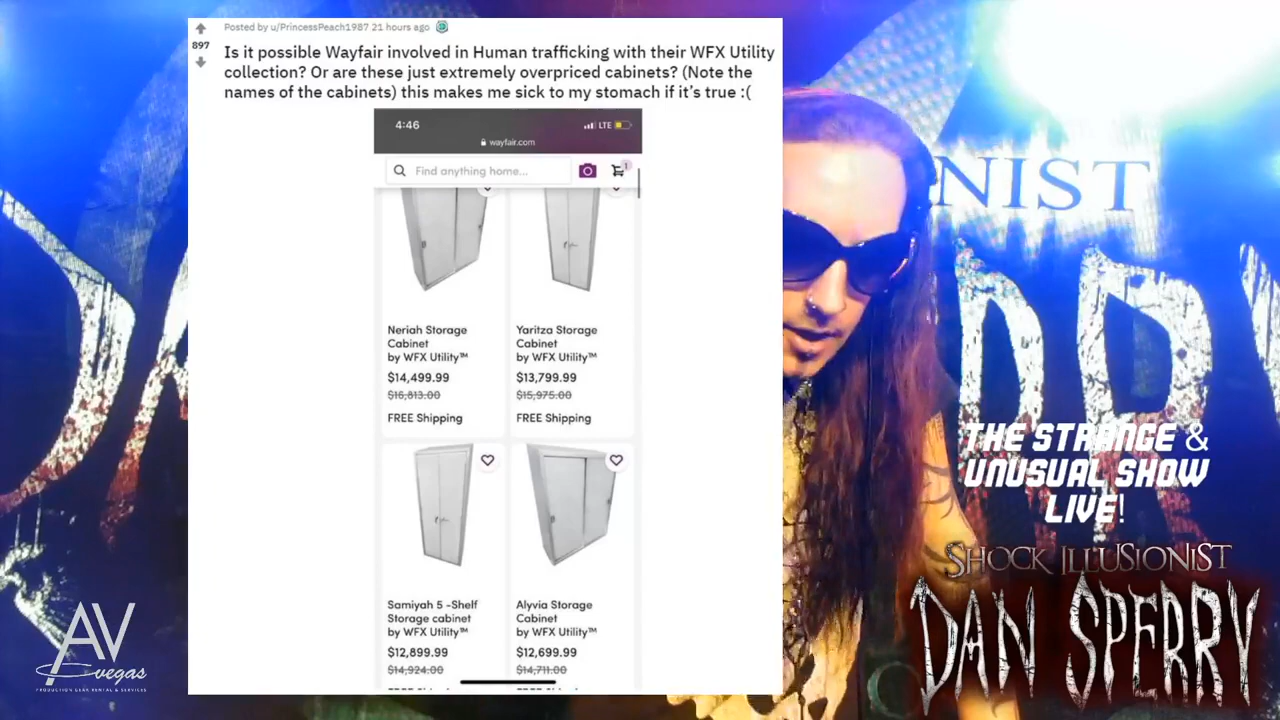 Posted by u/PrincessPeach1987 21 hours ago
897
Is it possible Wayfair involved in Human trafficking with their WFX Utility
collection? Or are these just extremely overpriced cabinets? (Note the
names of the cabinets) this makes me sick to my stomach if it's true :(
4:46
LTE
wayfair.com
Find anything home...
1
Neriah Storage
Cabinet
by WFX Utility™
$14,499.99
$16,813.00
FREE Shipping
Yaritza Storage
Cabinet
by WFX Utility™
$13,799.99
$15,975.00
FREE Shipping
Samiyah 5 -Shelf
Storage cabinet
by WFX Utility™
$12,899.99
$14,924.00
Alyvia Storage
Cabinet
by WFX Utility™
$12,699.99
$14,711.00
NIST
THE STRANGE &
UNUSUAL SHOW
LIVE!
SHOCK ILLUSIONIST
DAN SPERRY
AV
vegas
PRODUCTION GEAR RENTAL & SERVICES